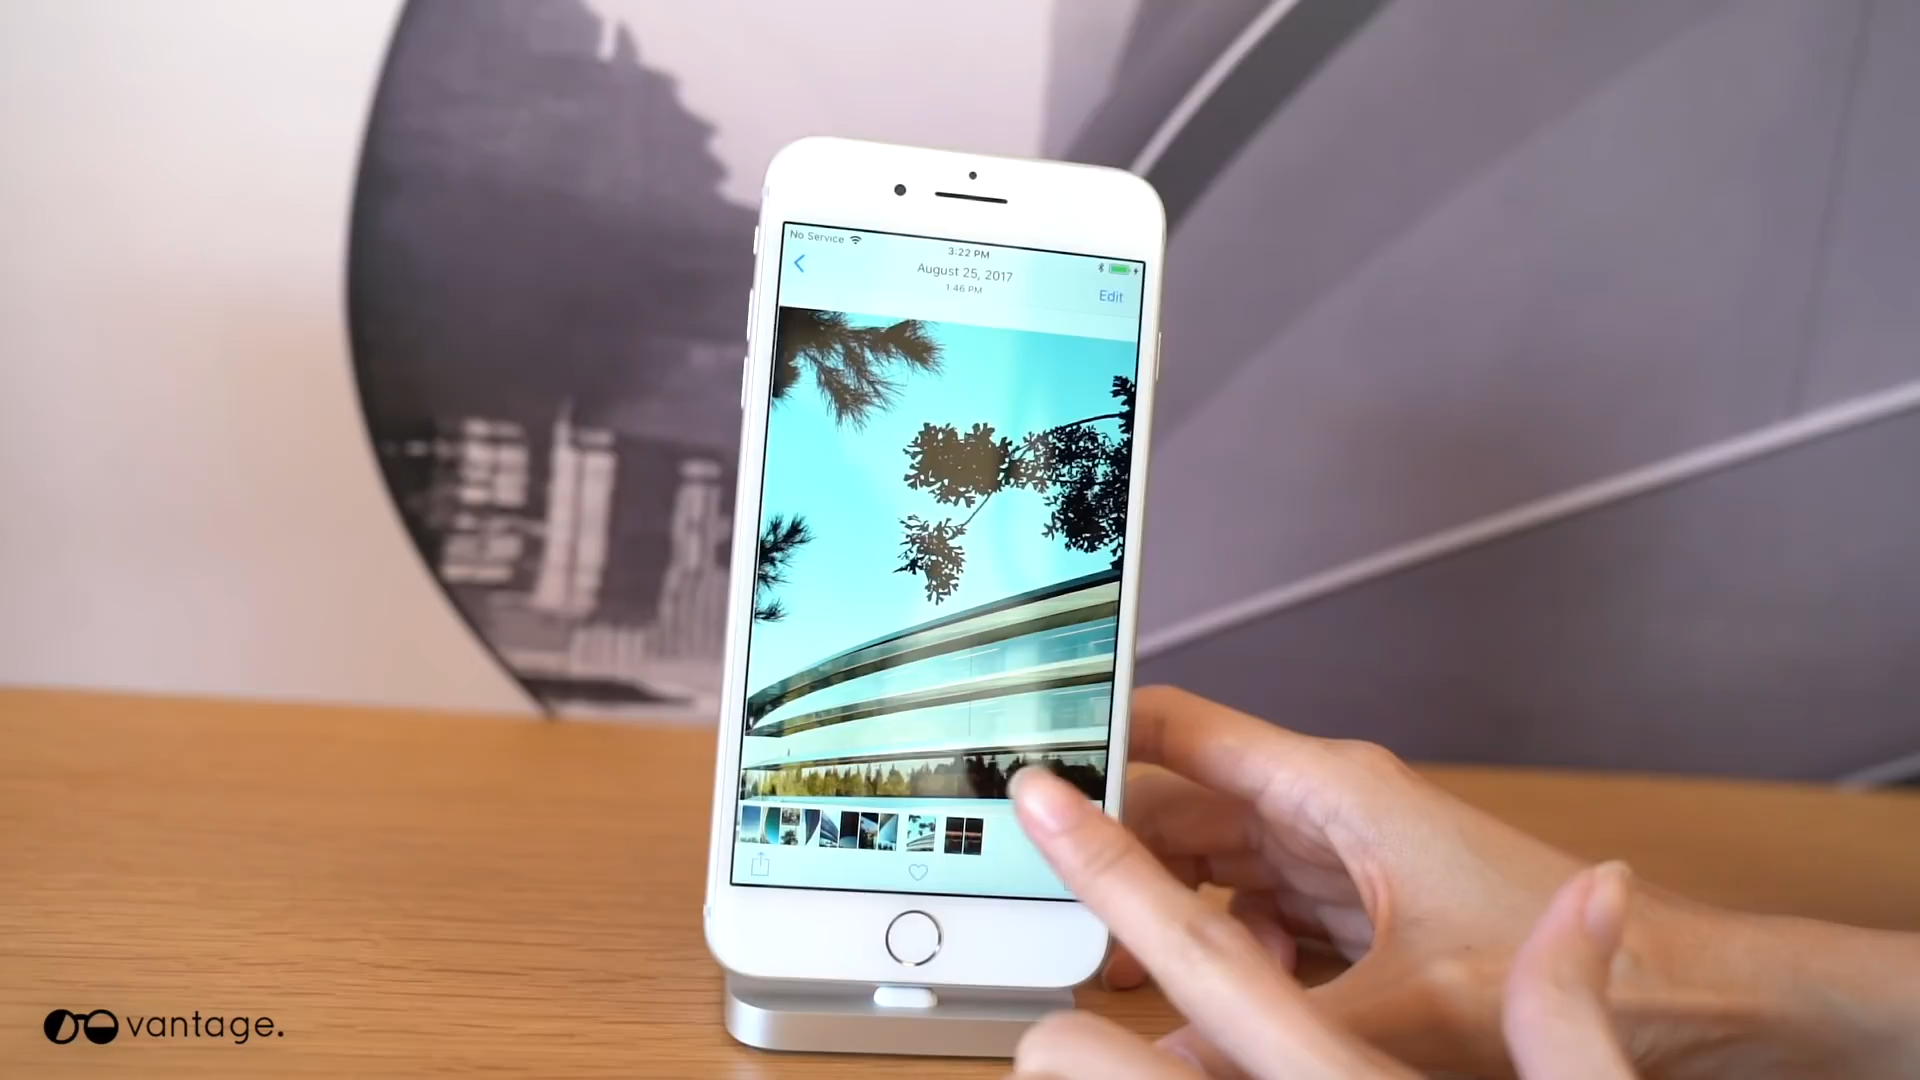 No Service
3:22 PM
August 25, 2017
1:46 PM
Edit
vantage.